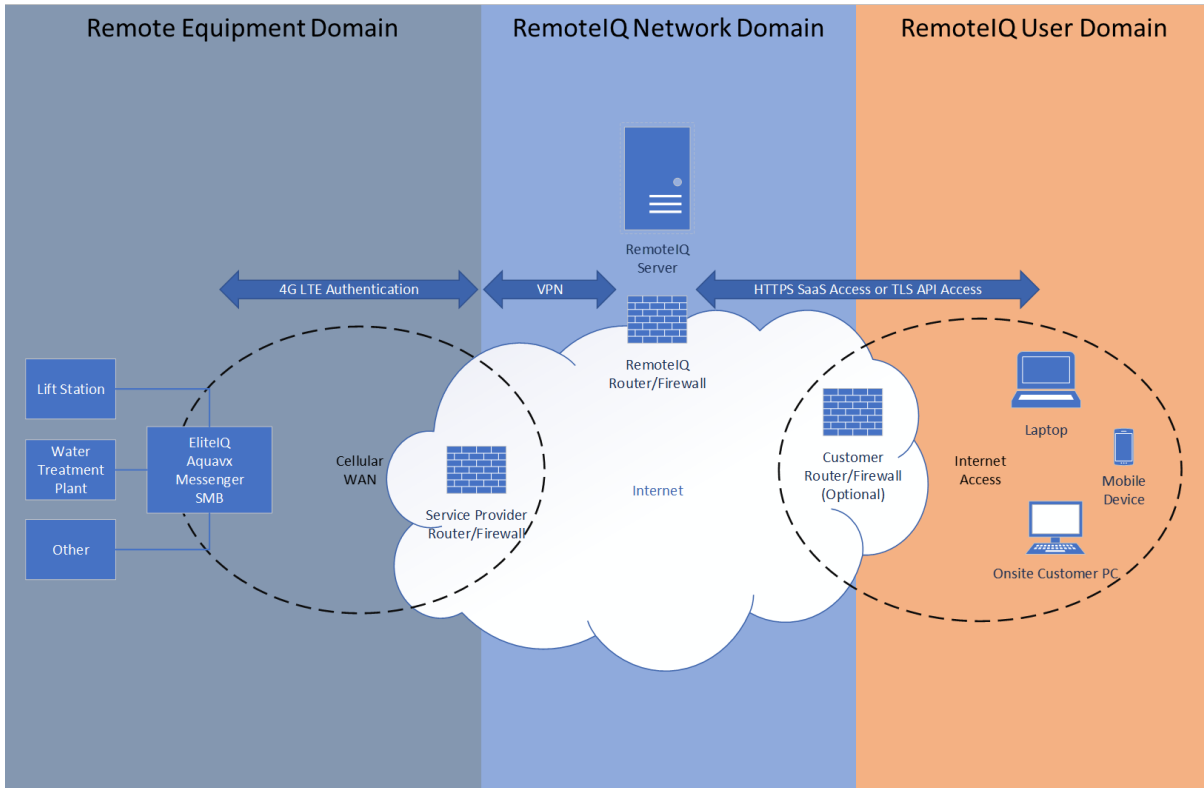 Remote Equipment Domain
RemoteIQ Network Domain
RemoteIQ User Domain
RemoteIQ
Server
4G LTE Authentication
VPN
HTTPS SaaS Access or TLS API Access
RemoteIQ
Router/Firewall
Lift Station
Water
Treatment
Plant
Other
EliteIQ
Aquavx
Messenger
SMB
Cellular
WAN
Service Provider
Router/Firewall
Internet
Customer
Router/Firewall
(Optional)
Internet
Access
Laptop
Mobile
Device
Onsite Customer PC